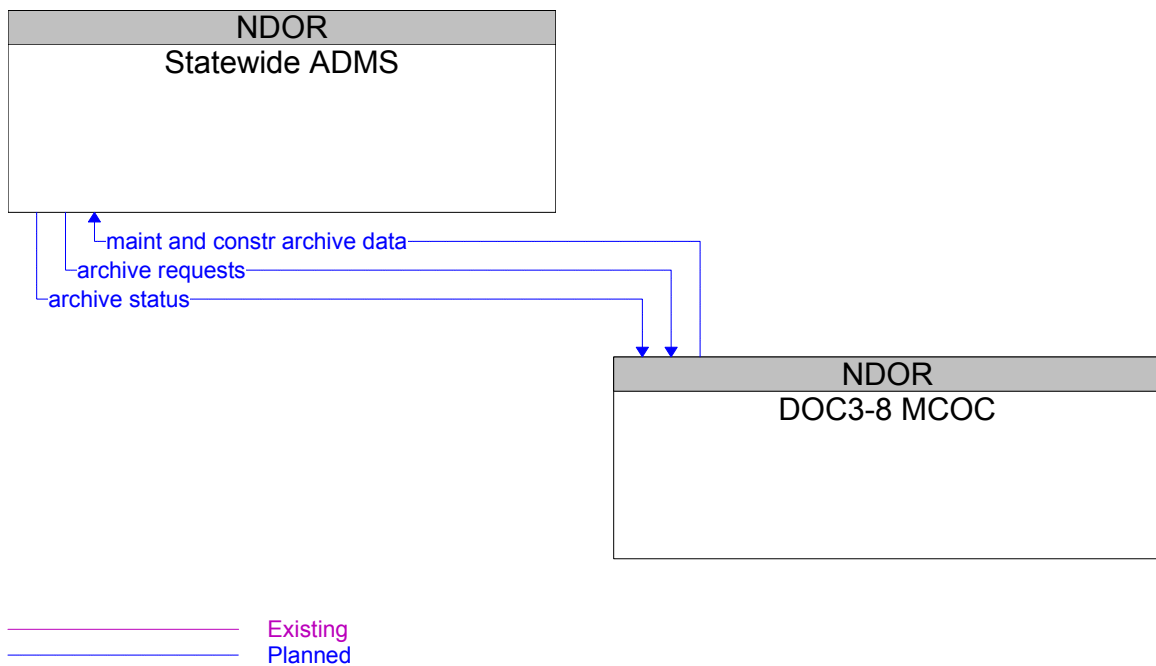 NDOR
Statewide ADMS
maint and constr archive data
archive requests
archive status
NDOR
DOC3-8 MCOC
Existing
Planned